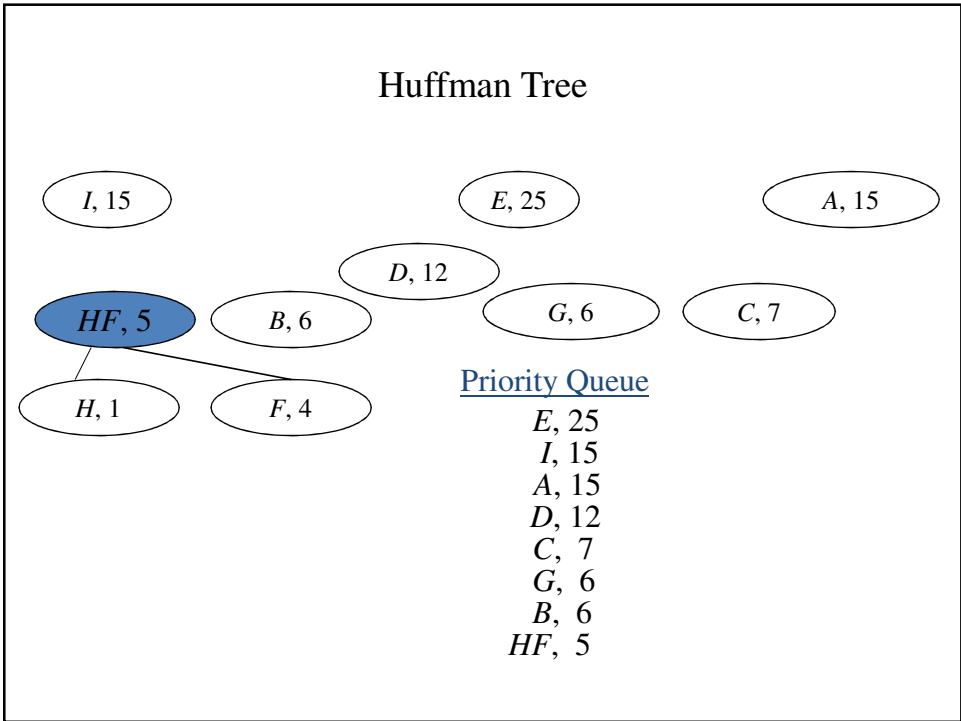 Huffman Tree
I, 15
E, 25
A, 15
D, 12
HF, 5
B, 6
G, 6
C, 7
H, 1
F, 4
Priority Queue
E, 25
I, 15
A, 15
D, 12
C, 7
G, 6
B, 6
HF, 5